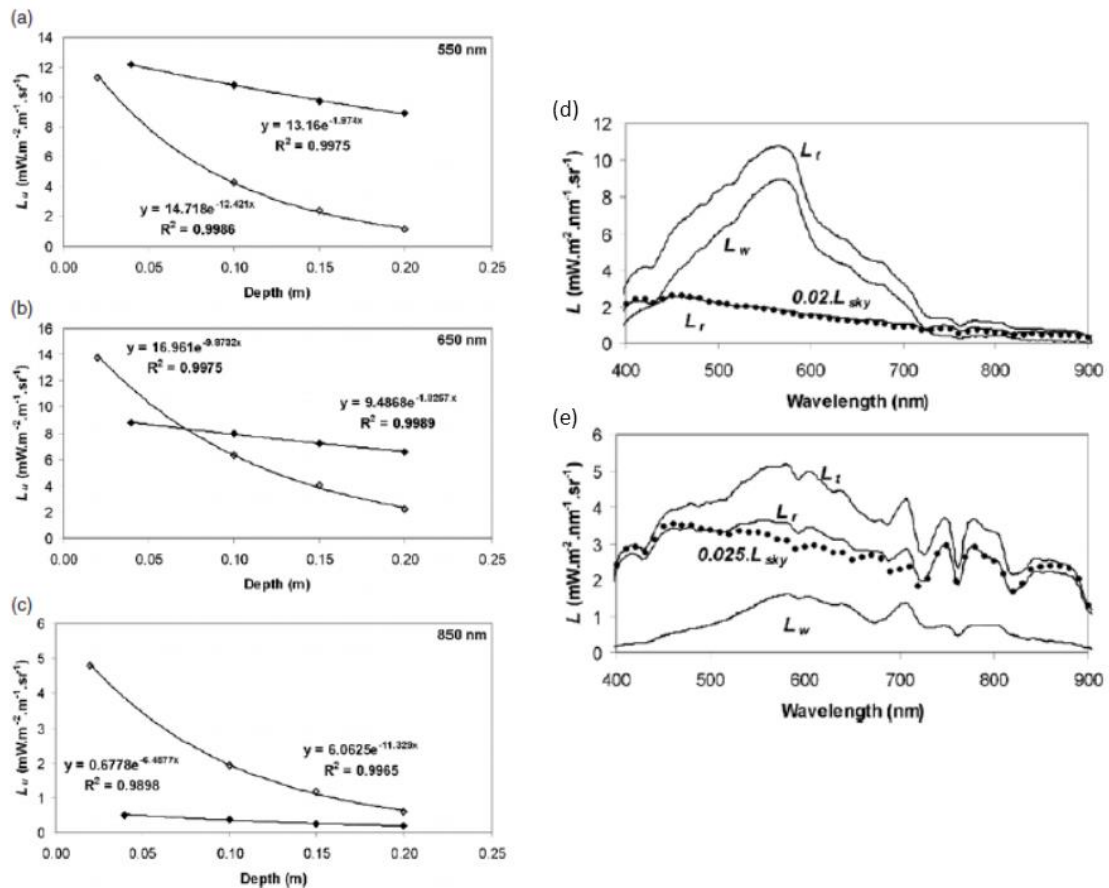 (a)
550 nm
14
12
10
8
6
4
2
0
L_u (mW.m⁻².m⁻¹.sr⁻¹)
y = 13.16e^-1.974x
R² = 0.9975
y = 14.718e^-12.421x
R² = 0.9986
0.00 0.05 0.10 0.15 0.20 0.25
Depth (m)
(b)
650 nm
16
14
12
10
8
6
4
2
0
L_u (mW.m⁻².m⁻¹.sr⁻¹)
y = 16.961e^-9.8732x
R² = 0.9975
y = 9.4868e^-1.8257x
R² = 0.9989
0.00 0.05 0.10 0.15 0.20 0.25
Depth (m)
(c)
850 nm
6
5
4
3
2
1
0
L_u (mW.m⁻².m⁻¹.sr⁻¹)
y = 0.6778e^-6.4877x
R² = 0.9898
y = 6.0625e^-11.329x
R² = 0.9965
0.00 0.05 0.10 0.15 0.20 0.25
Depth (m)
(d)
12
10
8
6
4
2
0
L (mW.m².nm⁻¹.sr⁻¹)
L_t
L_w
0.02.L_sky
L_r
400 500 600 700 800 900
Wavelength (nm)
(e)
6
5
4
3
2
1
0
L (mW.m².nm⁻¹.sr⁻¹)
L_t
L_r
0.025.L_sky
L_w
400 500 600 700 800 900
Wavelength (nm)